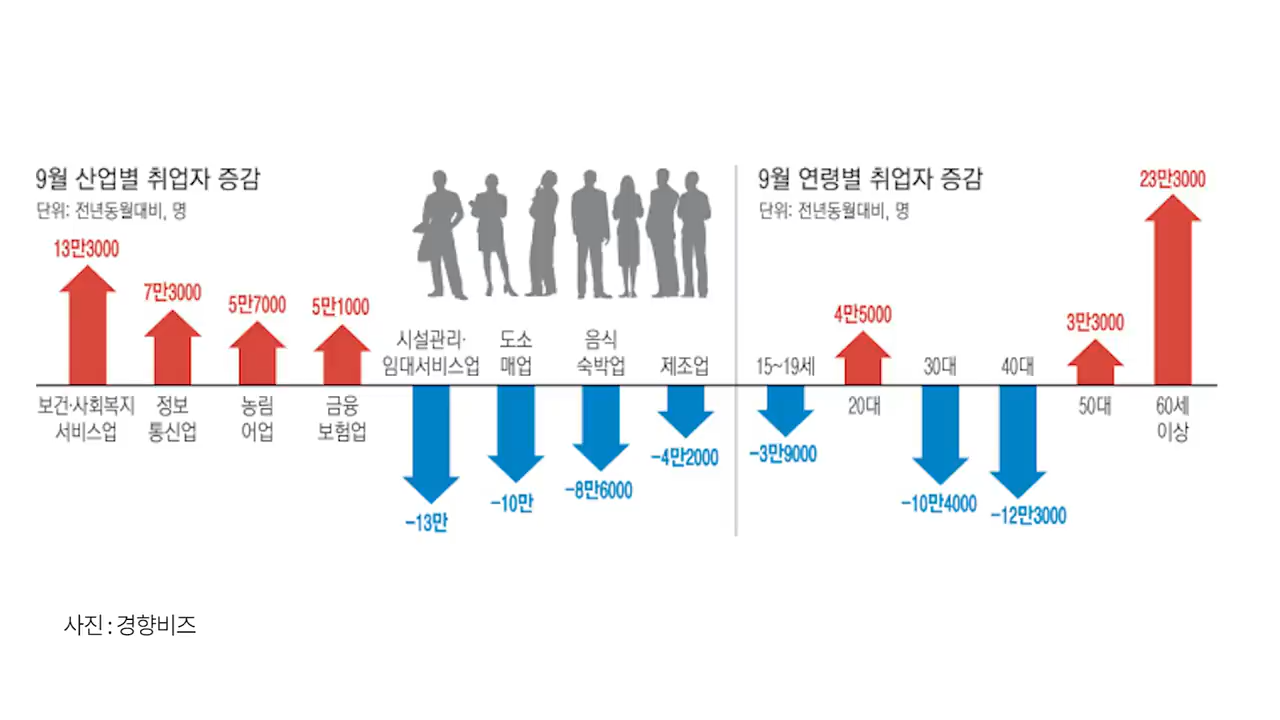 9월 산업별 취업자 증감
단위: 전년동월대비, 명
13만3000
7만3000
5만7000
5만1000
보건·사회복지
서비스업
정보
통신업
농림
어업
금융
보험업
시설관리·
임대서비스업
도소
매업
음식
숙박업
제조업
-13만
-10만
-8만6000
-4만2000
9월 연령별 취업자 증감
단위: 전년동월대비, 명
15~19세
-3만9000
4만5000
20대
30대
-10만4000
40대
-12만3000
3만3000
50대
23만3000
60세
이상
사진 : 경향비즈